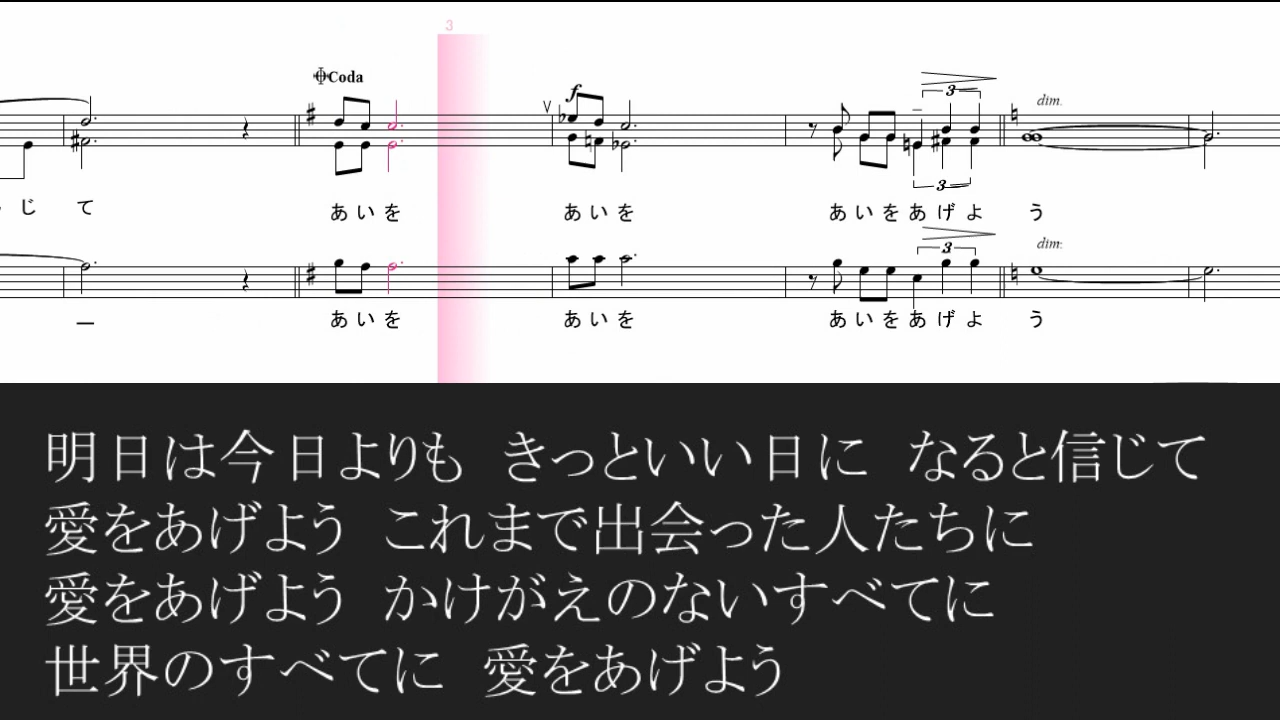 3
Coda
f
3
dim.
じ て あ い を あ い を あ い を あ げ よ う
3
dim.
3
ー あ い を あ い を あ い を あ げ よ う
明日は今日よりも きっといい日に なると信じて
愛をあげよう これまで出会った人たちに
愛をあげよう かけがえのないすべてに
世界のすべてに 愛をあげよう